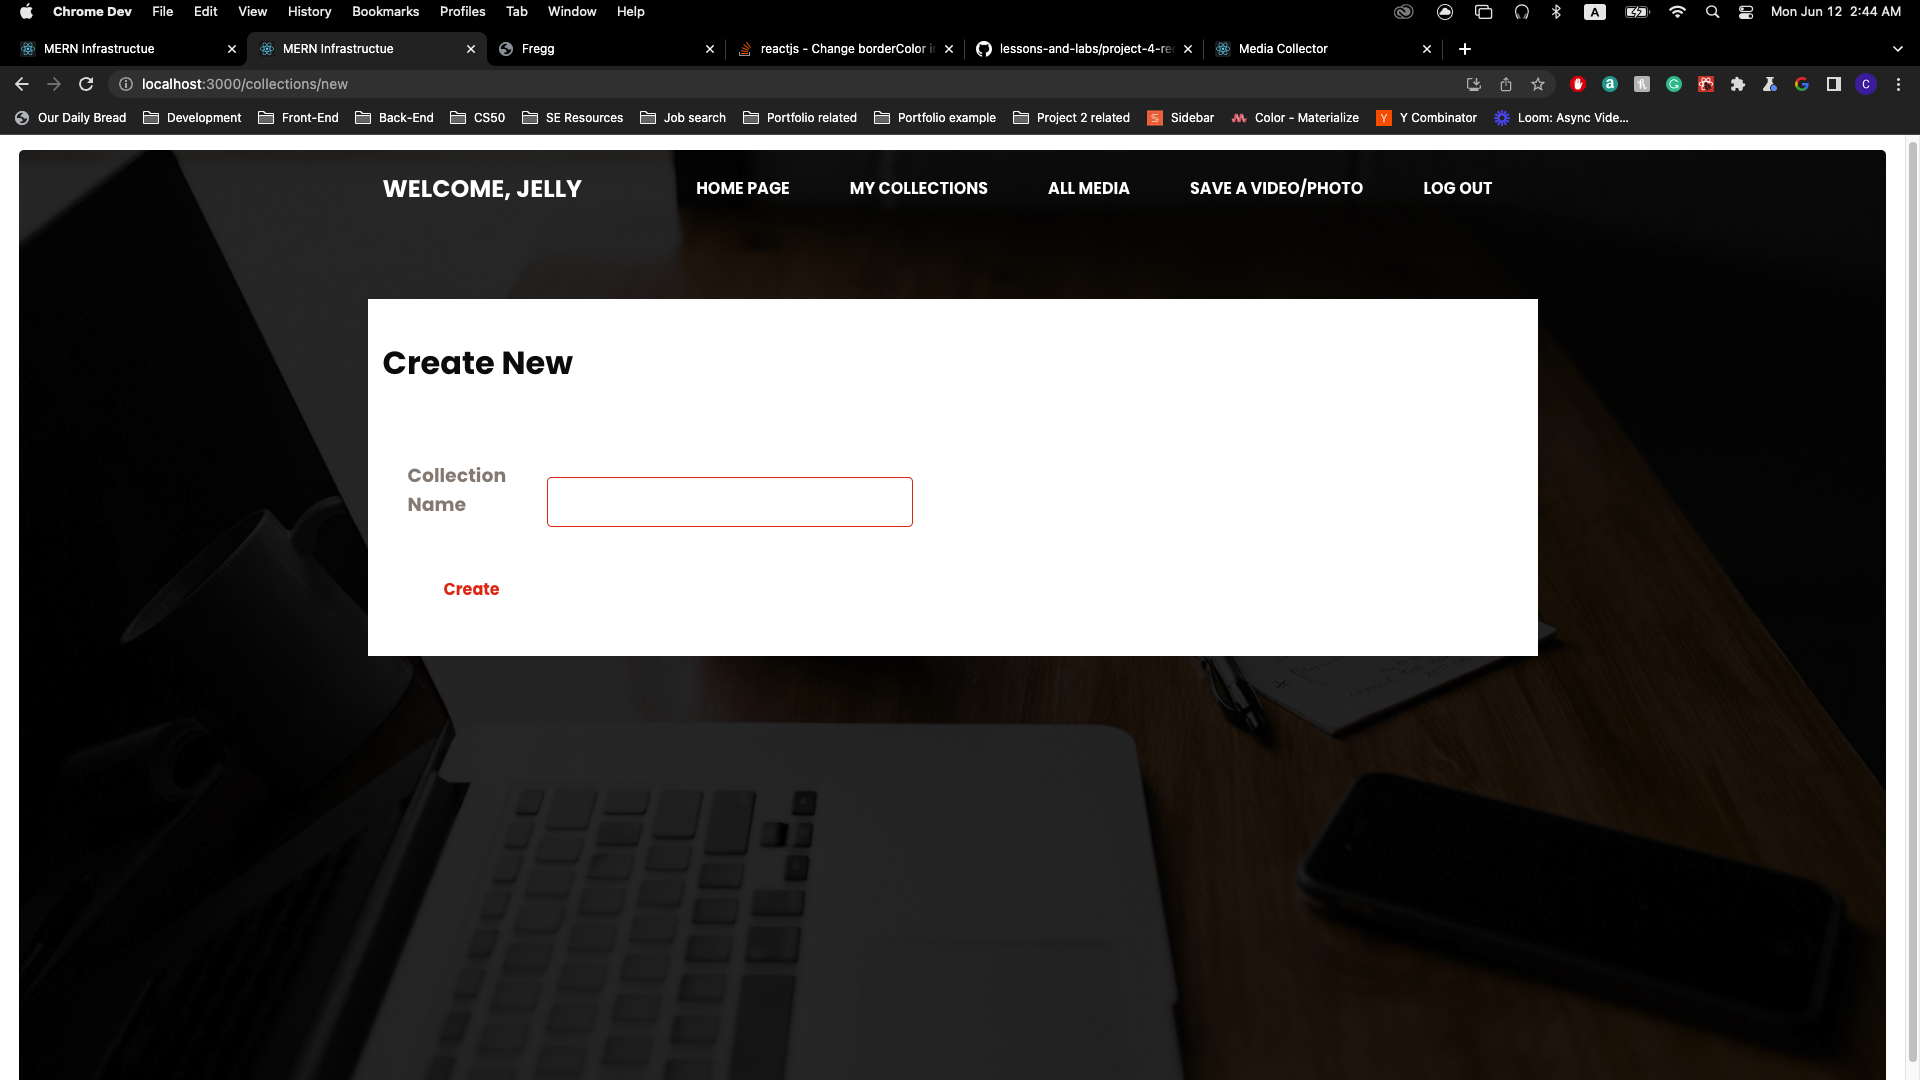 Chrome Dev File Edit View History Bookmarks Profiles Tab Window Help A Mon Jun 12 2:44 AM
MERN Infrastructue MERN Infrastructue Fregg reactjs - Change borderColor i lessons-and-labs/project-4-re Media Collector
localhost:3000/collections/new
Our Daily Bread Development Front-End Back-End CS50 SE Resources Job search Portfolio related Portfolio example Project 2 related Sidebar Color - Materialize Y Combinator Loom: Async Vide...
WELCOME, JELLY HOME PAGE MY COLLECTIONS ALL MEDIA SAVE A VIDEO/PHOTO LOG OUT
Create New
Collection
Name
Create